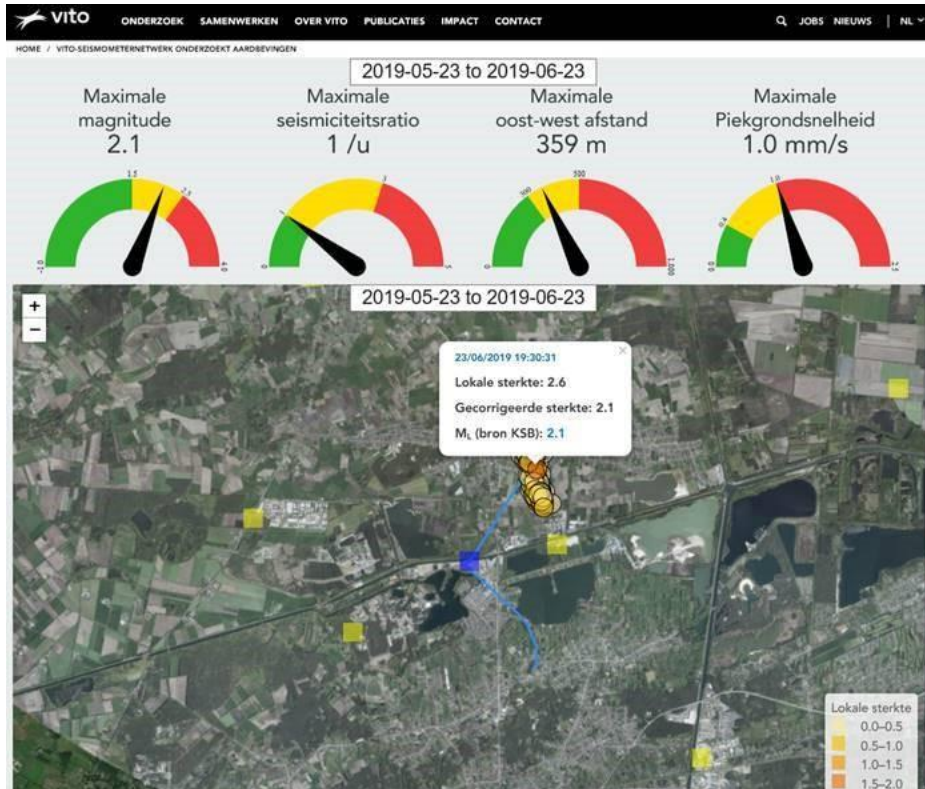 vito
ONDERZOEK SAMENWERKEN OVER VITO PUBLICATIES IMPACT CONTACT
JOBS NIEUWS | NL
HOME / VITO-SEISMOMETERNETWERK ONDERZOEKT AARDBEVINGEN
2019-05-23 to 2019-06-23
Maximale
magnitude
2.1
-1.0
1.5
2.5
4.0
Maximale
seismiciteitsratio
1 /u
0
1
3
5
Maximale
oost-west afstand
359 m
0
300
500
1.000
Maximale
Piekgrondsnelheid
1.0 mm/s
0.0
0.4
1.0
2.5
2019-05-23 to 2019-06-23
+
−
×
23/06/2019 19:30:31
Lokale sterkte: 2.6
Gecorrigeerde sterkte: 2.1
ML (bron KSB): 2.1
Lokale sterkte
0.0–0.5
0.5–1.0
1.0–1.5
1.5–2.0